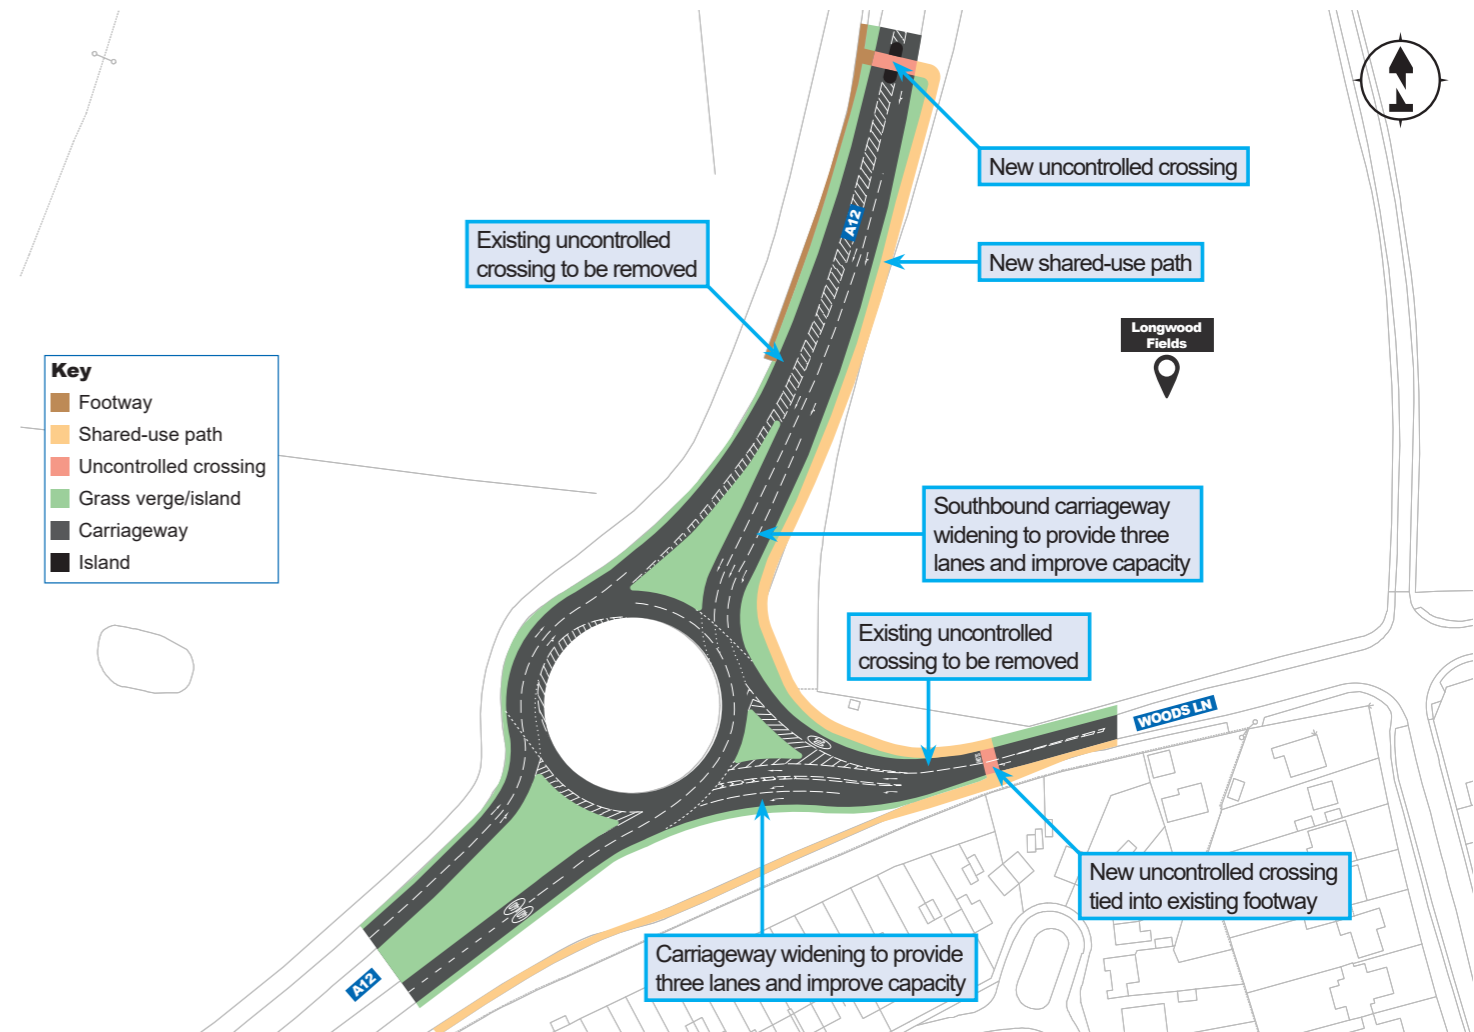 New uncontrolled crossing
A12
Existing uncontrolled
crossing to be removed
New shared-use path
Longwood
Fields
Key
Footway
Shared-use path
Uncontrolled crossing
Grass verge/island
Carriageway
Island
Southbound carriageway
widening to provide three
lanes and improve capacity
Existing uncontrolled
crossing to be removed
WOODS LN
New uncontrolled crossing
tied into existing footway
Carriageway widening to provide
three lanes and improve capacity
A12
N